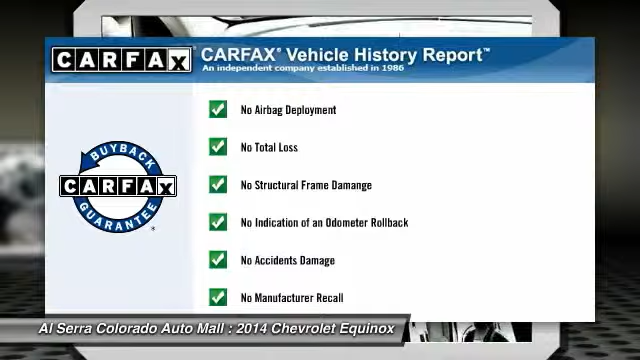 CARFAX
CARFAX® Vehicle History Report™
An independent company established in 1986
BUYBACK
CARFAX
GUARANTEE
*
No Airbag Deployment
No Total Loss
No Structural Frame Damange
No Indication of an Odometer Rollback
No Accidents Damage
No Manufacturer Recall
Al Serra Colorado Auto Mall : 2014 Chevrolet Equinox